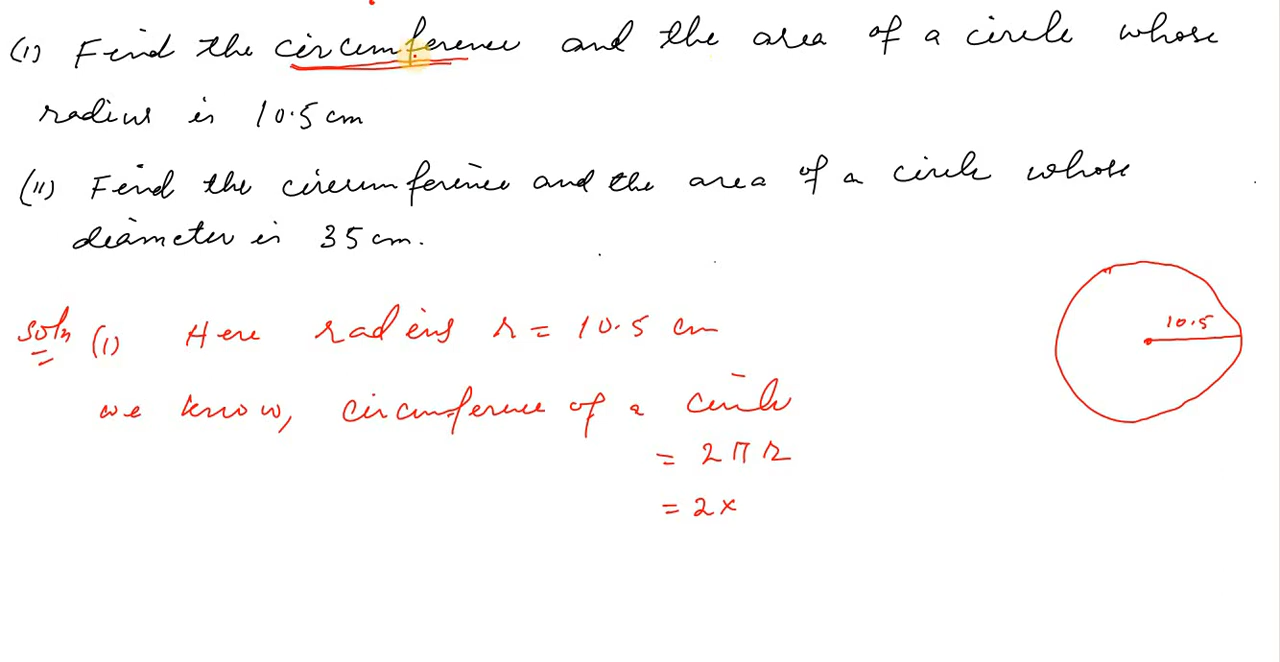 (i) Find the circumference and the area of a circle whose
radius is 10.5 cm
(ii) Find the circumference and the area of a circle whose
diameter is 35 cm.
Soln (i) Here radius r = 10.5 cm
10.5
we know, circumference of a circle
= 2πr
= 2×